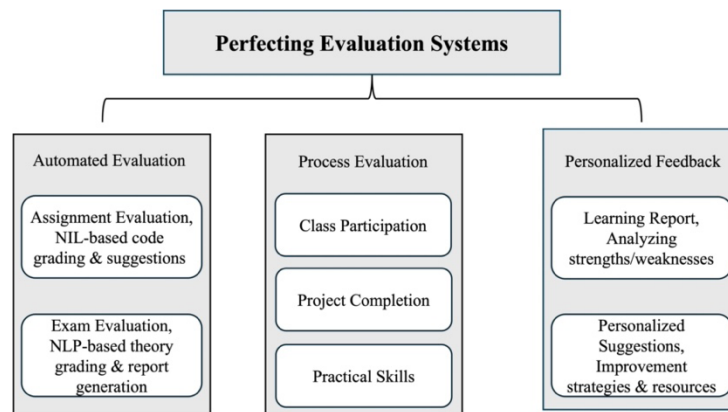 Perfecting Evaluation Systems
Automated Evaluation
Assignment Evaluation,
NIL-based code
grading & suggestions
Exam Evaluation,
NLP-based theory
grading & report
generation
Process Evaluation
Class Participation
Project Completion
Practical Skills
Personalized Feedback
Learning Report,
Analyzing
strengths/weaknesses
Personalized
Suggestions,
Improvement
strategies & resources